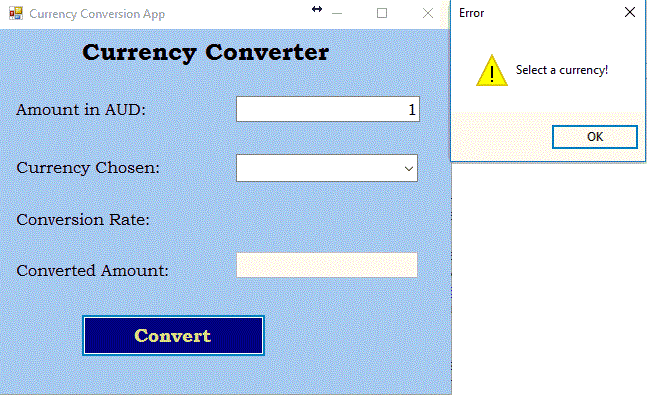 Currency Conversion App
Currency Converter
Amount in AUD:
1
Currency Chosen:
Conversion Rate:
Converted Amount:
Convert
Error
Select a currency!
OK